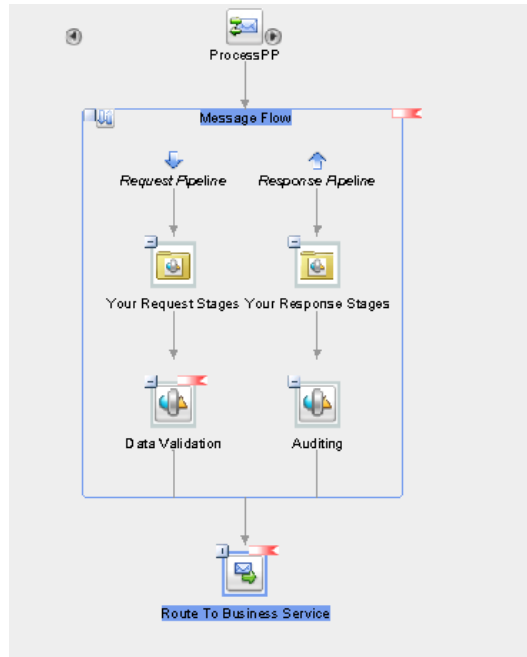 ProcessPP
Message Flow
Request Pipeline
Response Pipeline
Your Request Stages
Your Response Stages
Data Validation
Auditing
Route To Business Service